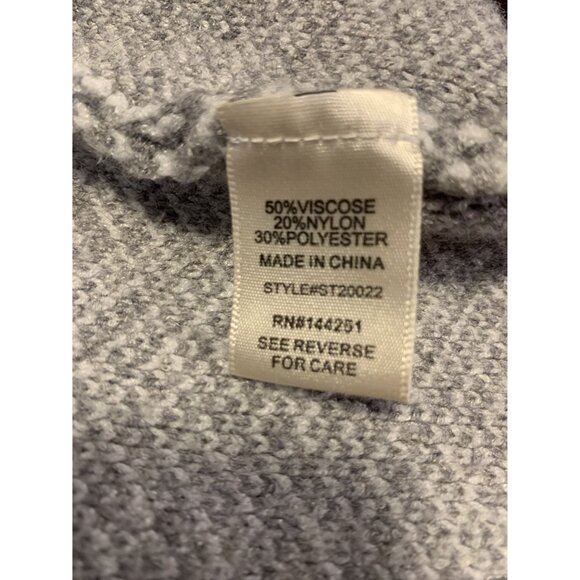 50%VISCOSE
20%NYLON
30%POLYESTER
MADE IN CHINA
STYLE#ST20022
RN#144251
SEE REVERSE
FOR CARE